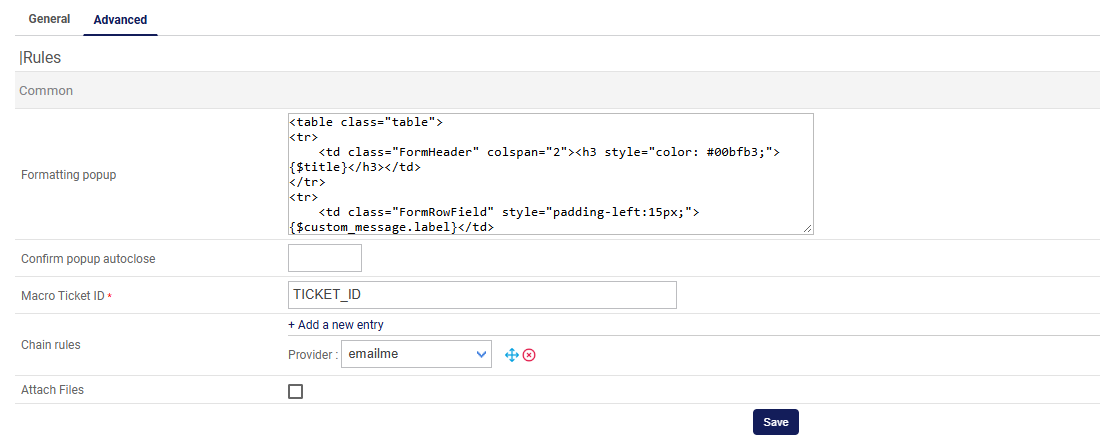 General Advanced
|Rules
Common
Formatting popup
<table class="table">
<tr>
    <td class="FormHeader" colspan="2"><h3 style="color: #00bfb3;">
{$title}</h3></td>
</tr>
<tr>
    <td class="FormRowField" style="padding-left:15px;">
{$custom_message.label}</td>
Confirm popup autoclose
Macro Ticket ID * TICKET_ID
Chain rules
+ Add a new entry
Provider : emailme
Attach Files
Save